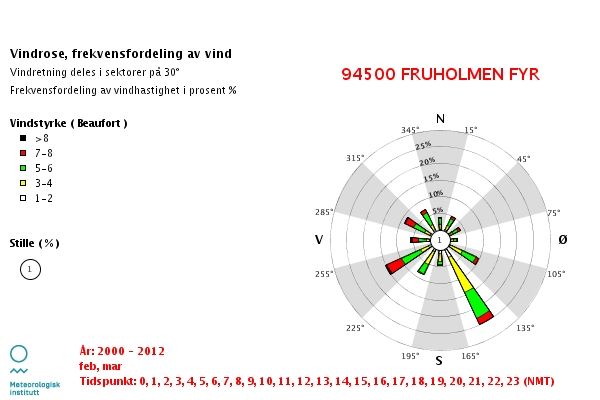 Vindrose, frekvensfordeling av vind
Vindretning deles i sektorer på 30°
Frekvensfordeling av vindhastighet i prosent %
94500 FRUHOLMEN FYR
Vindstyrke ( Beaufort )
>8
7-8
5-6
3-4
1-2
Stille ( % )
1
N
345°
15°
315°
45°
285°
75°
V
Ø
255°
105°
225°
135°
195°
165°
S
25%
20%
15%
10%
5%
1
År: 2000 - 2012
feb, mar
Tidspunkt: 0, 1, 2, 3, 4, 5, 6, 7, 8, 9, 10, 11, 12, 13, 14, 15, 16, 17, 18, 19, 20, 21, 22, 23 (NMT)
Meteorologisk
institutt